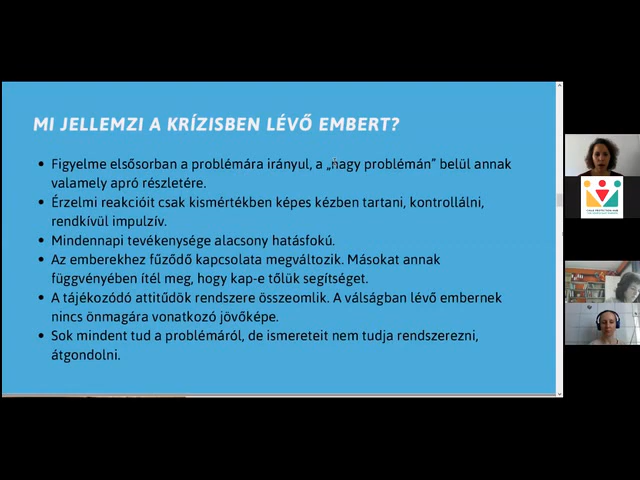 MI JELLEMZI A KRÍZISBEN LÉVŐ EMBERT?
• Figyelme elsősorban a problémára irányul, a „nagy problémán” belül annak
valamely apró részletére.
• Érzelmi reakcióit csak kismértékben képes kézben tartani, kontrollálni,
rendkívül impulzív.
• Mindennapi tevékenysége alacsony hatásfokú.
• Az emberekhez fűződő kapcsolata megváltozik. Másokat annak
függvényében ítél meg, hogy kap-e tőlük segítséget.
• A tájékozódó attitűdök rendszere összeomlik. A válságban lévő embernek
nincs önmagára vonatkozó jövőképe.
• Sok mindent tud a problémáról, de ismereteit nem tudja rendszerezni,
átgondolni.